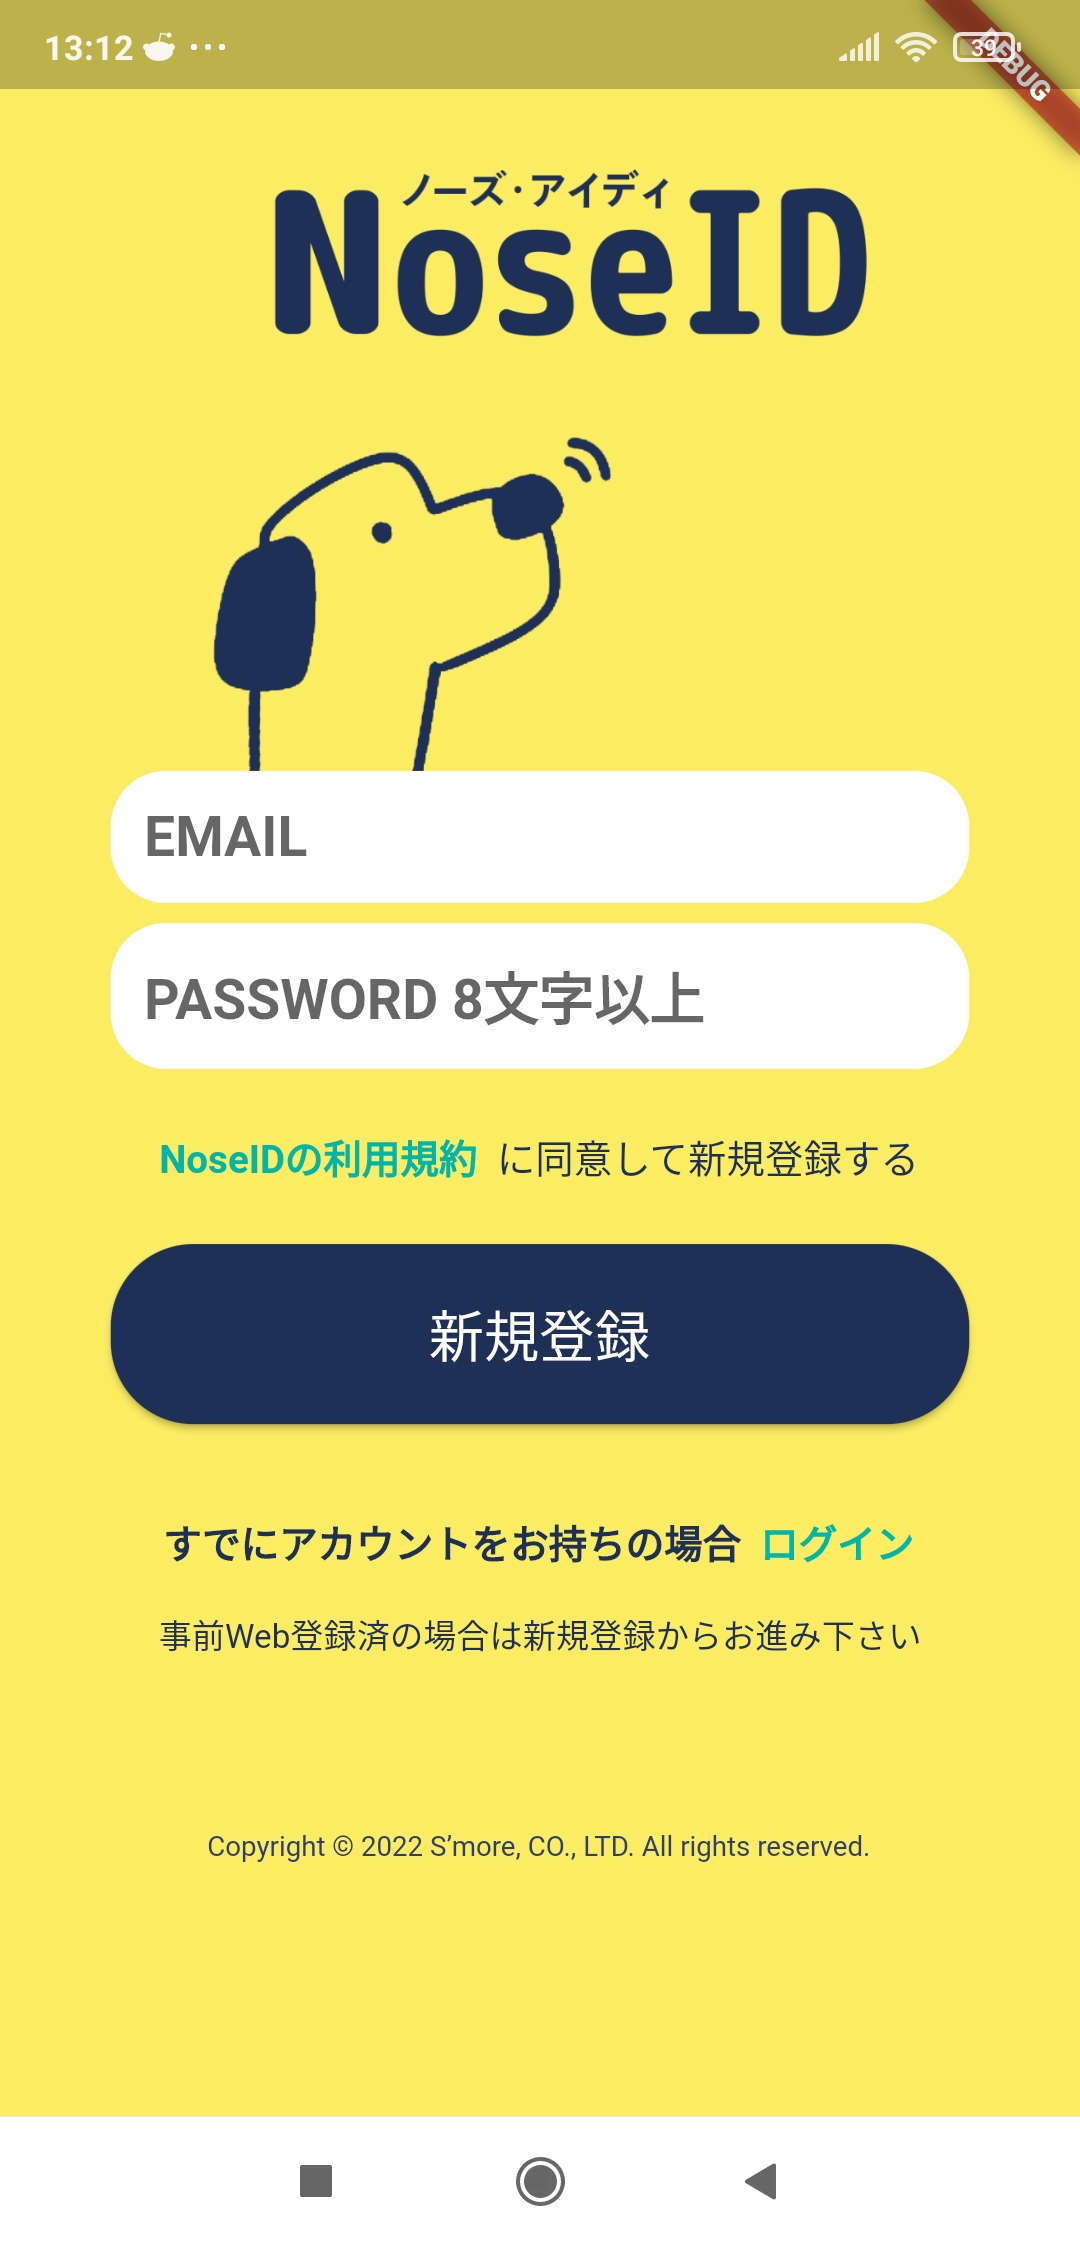 13:12
39
DEBUG
ノーズ・アイディ
NoseID
EMAIL
PASSWORD 8文字以上
NoseIDの利用規約 に同意して新規登録する
新規登録
すでにアカウントをお持ちの場合 ログイン
事前Web登録済の場合は新規登録からお進み下さい
Copyright © 2022 S’more, CO., LTD. All rights reserved.